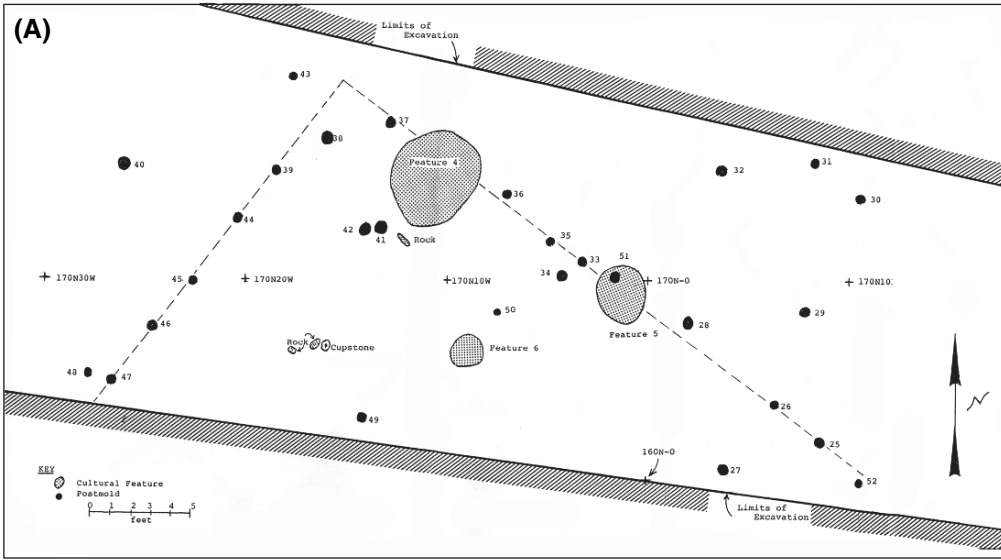 (A)
Limits of
Excavation
43
37
38
40
39
Feature 4
32
31
30
36
44
42
41
Rock
35
33
51
34
170N30W
170N20W
45
170N10W
170N-0
170N10
50
29
28
46
Rock
Cupstone
Feature 6
Feature 5
48
47
49
26
25
27
52
160N-0
N
KEY
Cultural Feature
Postmold
0 1 2 3 4 5
feet
Limits of
Excavation